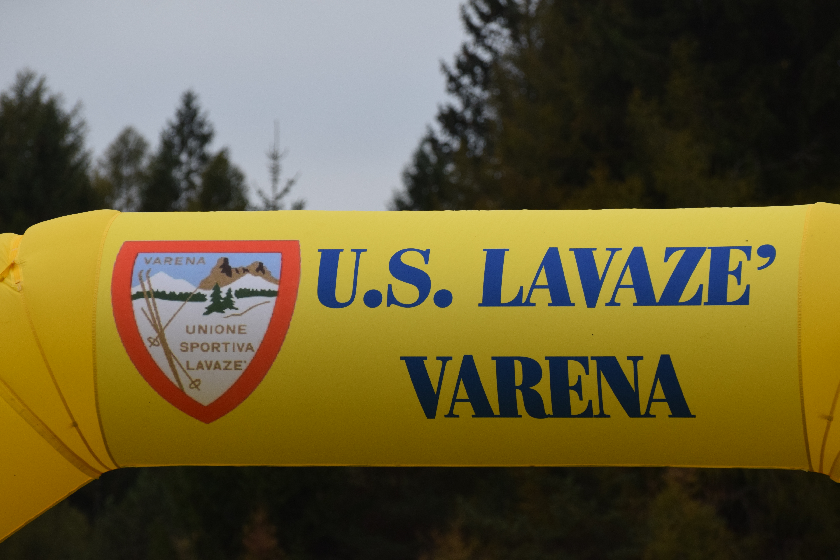 VARENA
UNIONE
SPORTIVA
LAVAZE'
U.S. LAVAZE’
VARENA